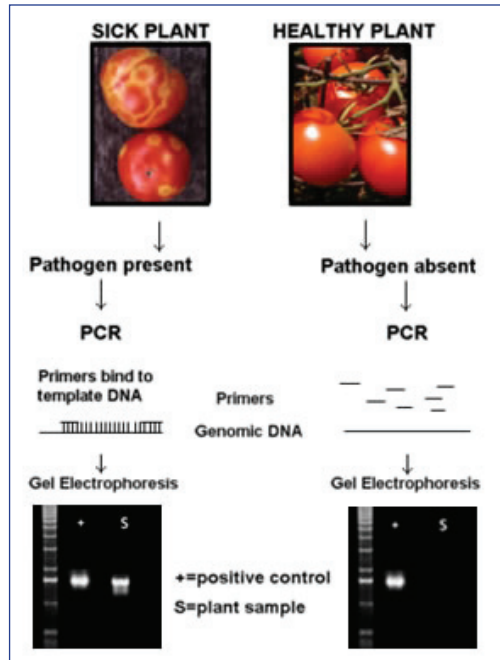 SICK PLANT
HEALTHY PLANT
Pathogen present
Pathogen absent
PCR
PCR
Primers bind to
template DNA
Primers
Genomic DNA
Gel Electrophoresis
Gel Electrophoresis
+ S
+ S
+=positive control
S=plant sample